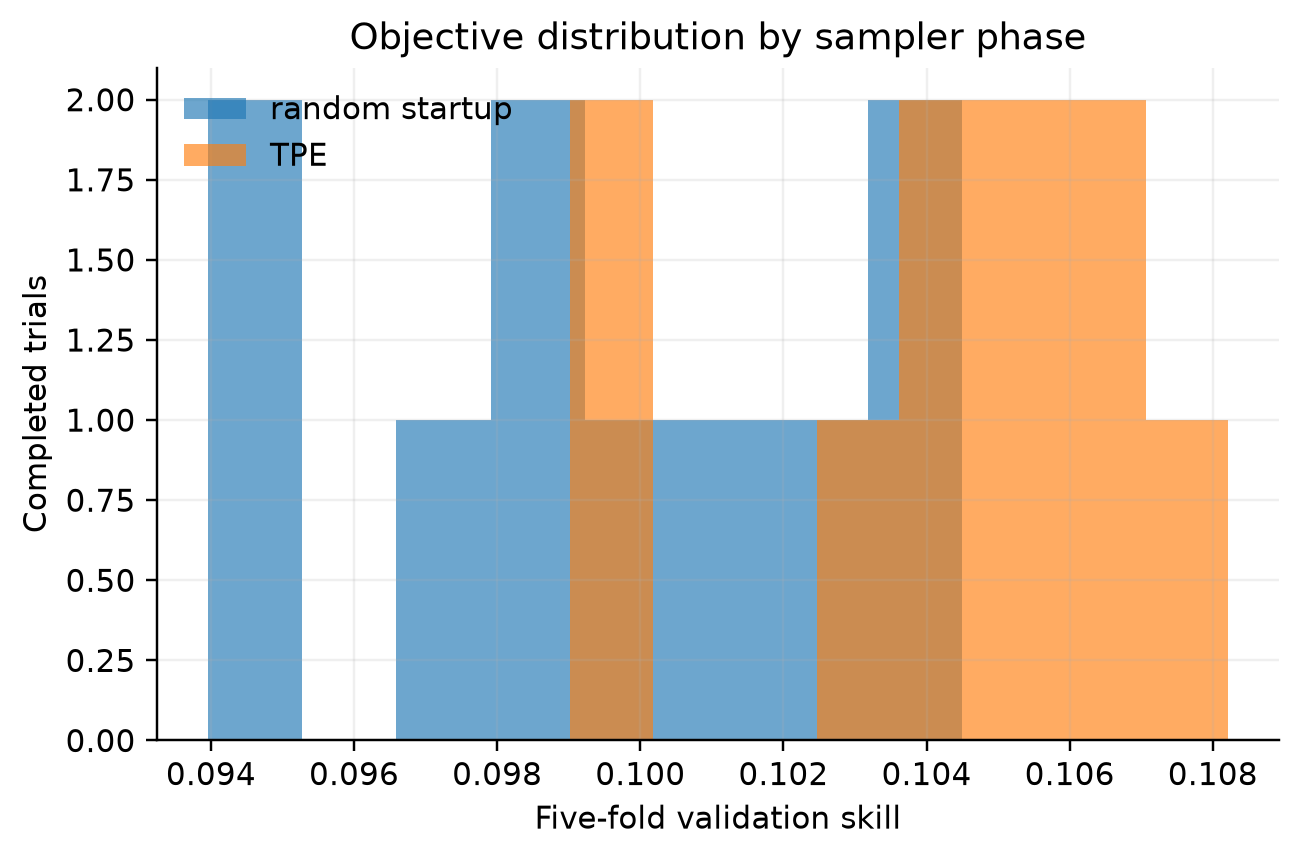 Objective distribution by sampler phase
random startup
TPE
Completed trials
2.00
1.75
1.50
1.25
1.00
0.75
0.50
0.25
0.00
0.094 0.096 0.098 0.100 0.102 0.104 0.106 0.108
Five-fold validation skill